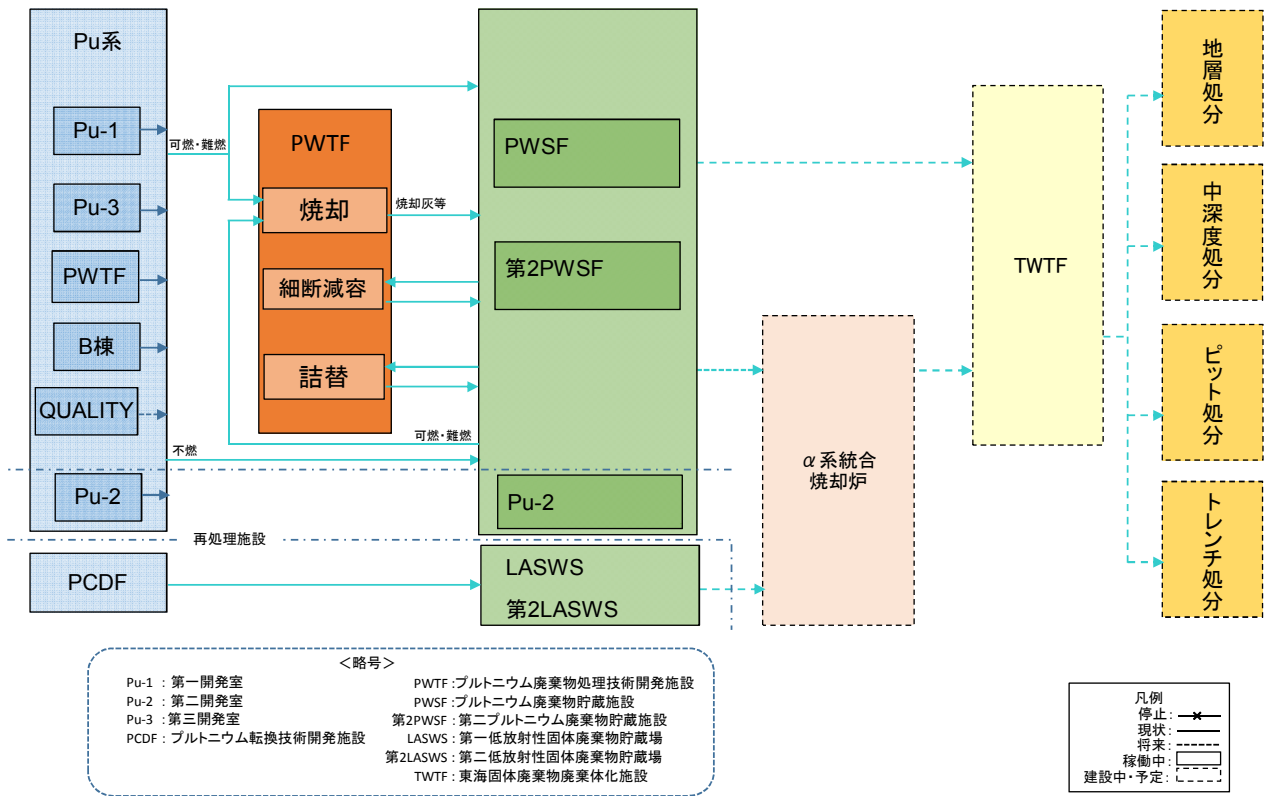 Pu系
Pu-1
Pu-3
PWTF
B棟
QUALITY
Pu-2
PCDF
可燃・難燃
不燃
再処理施設
PWTF
焼却
細断減容
詰替
焼却灰等
可燃・難燃
PWSF
第2PWSF
Pu-2
LASWS
第2LASWS
α系統合
焼却炉
TWTF
地層処分
中深度処分
ピット処分
トレンチ処分
＜略号＞
Pu-1 ：第一開発室
Pu-2 ：第二開発室
Pu-3 ：第三開発室
PCDF ：プルトニウム転換技術開発施設
PWTF：プルトニウム廃棄物処理技術開発施設
PWSF：プルトニウム廃棄物貯蔵施設
第2PWSF：第二プルトニウム廃棄物貯蔵施設
LASWS：第一低放射性固体廃棄物貯蔵場
第2LASWS：第二低放射性固体廃棄物貯蔵場
TWTF：東海固体廃棄物廃棄体化施設
凡例
停止：
現状：
将来：
稼働中：
建設中・予定：